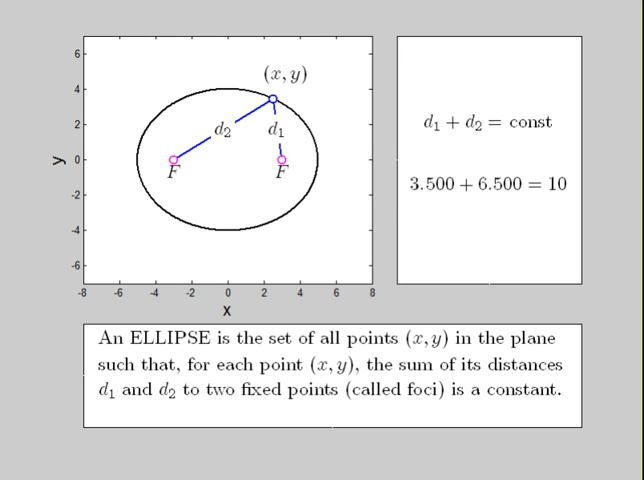 (x, y)
d₂
d₁
F
F
y
6
4
2
0
-2
-4
-6
-8 -6 -4 -2 0 2 4 6 8
x
d₁ + d₂ = const
3.500 + 6.500 = 10
An ELLIPSE is the set of all points (x, y) in the plane
such that, for each point (x, y), the sum of its distances
d₁ and d₂ to two fixed points (called foci) is a constant.